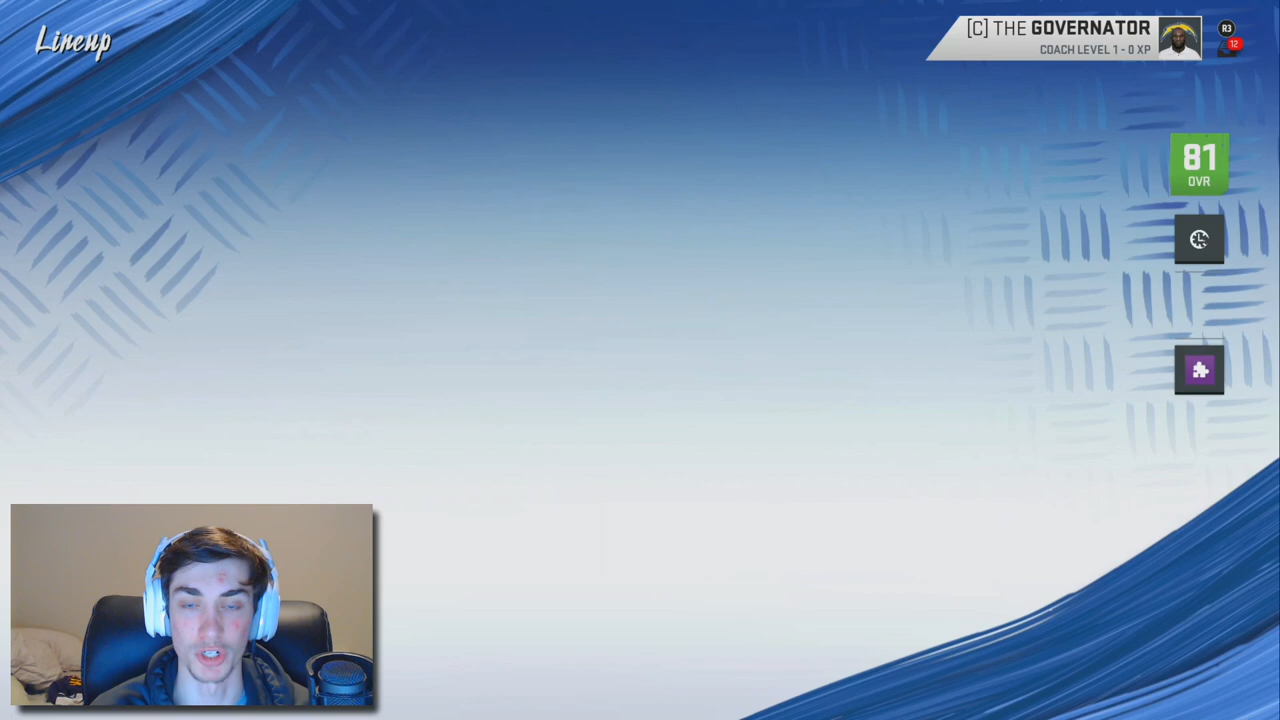 Lineup
[C] THE GOVERNATOR
COACH LEVEL 1 - 0 XP
R3
12
81
OVR